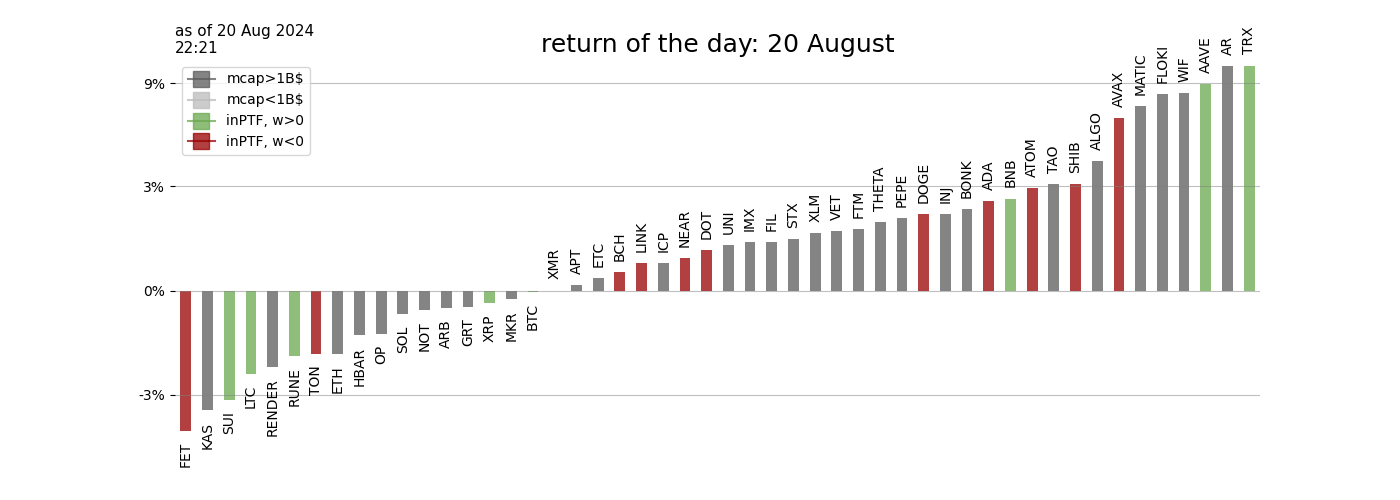 as of 20 Aug 2024
22:21
return of the day: 20 August
mcap>1B$
mcap<1B$
inPTF, w>0
inPTF, w<0
9%
3%
0%
-3%
FET
KAS
SUI
LTC
RENDER
RUNE
TON
ETH
HBAR
OP
SOL
NOT
ARB
GRT
XRP
MKR
BTC
XMR
APT
ETC
BCH
LINK
ICP
NEAR
DOT
UNI
IMX
FIL
STX
XLM
VET
FTM
THETA
PEPE
DOGE
INJ
BONK
ADA
BNB
ATOM
TAO
SHIB
ALGO
AVAX
MATIC
FLOKI
WIF
AAVE
AR
TRX